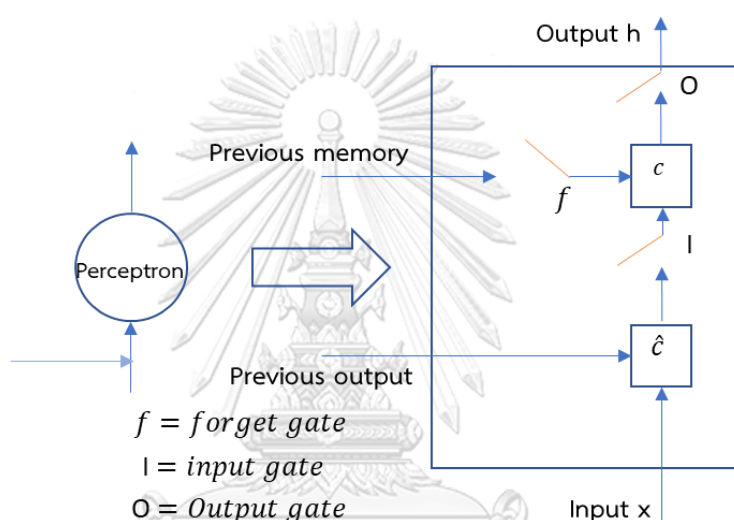 Output h
O
Previous memory
c
f
I
Perceptron
ĉ
Previous output
f = forget gate
I = input gate
O = Output gate
Input x